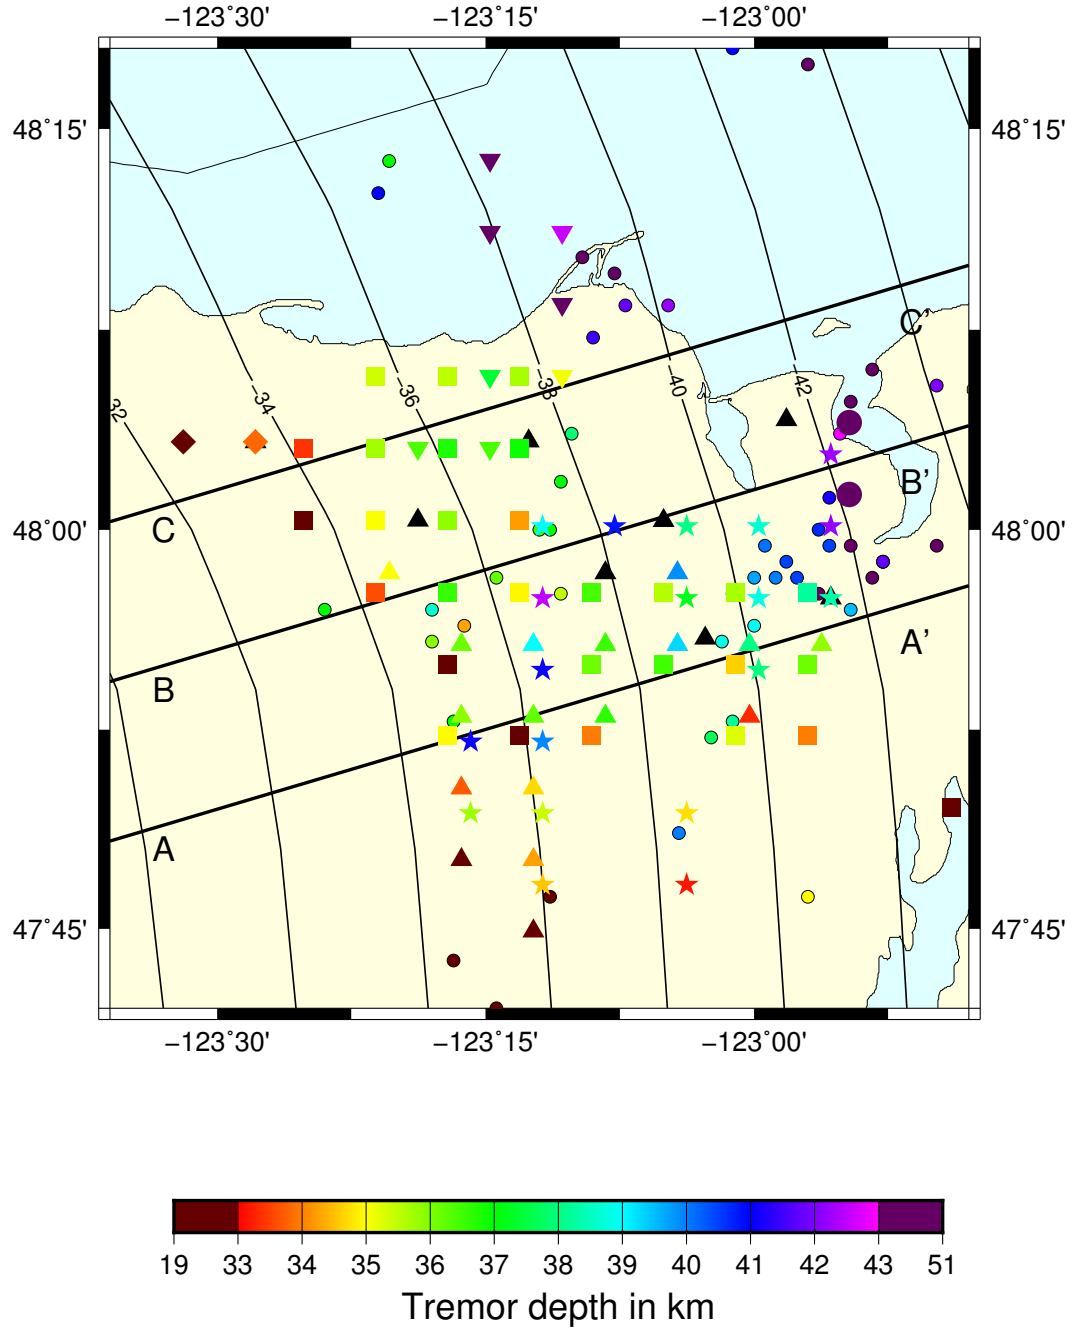 −123˚30' −123˚15' −123˚00'
48˚15' 48˚15'
C'
32 34 36 38 40 42
B'
C
48˚00' 48˚00'
A'
B
A
47˚45' 47˚45'
−123˚30' −123˚15' −123˚00'
19 33 34 35 36 37 38 39 40 41 42 43 51
Tremor depth in km